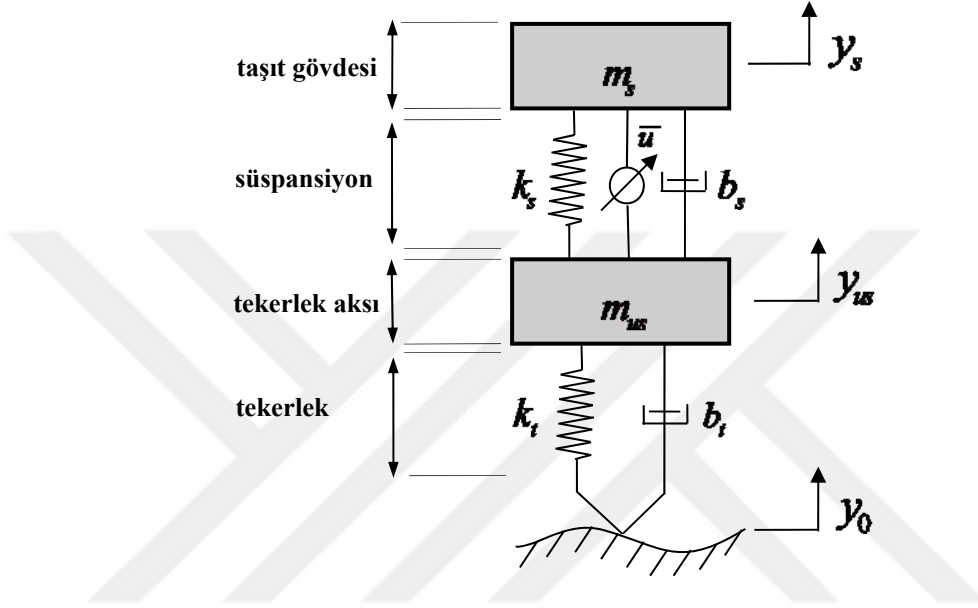 taşıt gövdesi
m_s
y_s
süspansiyon
k_s
u̅
b_s
tekerlek aksı
m_us
y_us
tekerlek
k_t
b_t
y_0